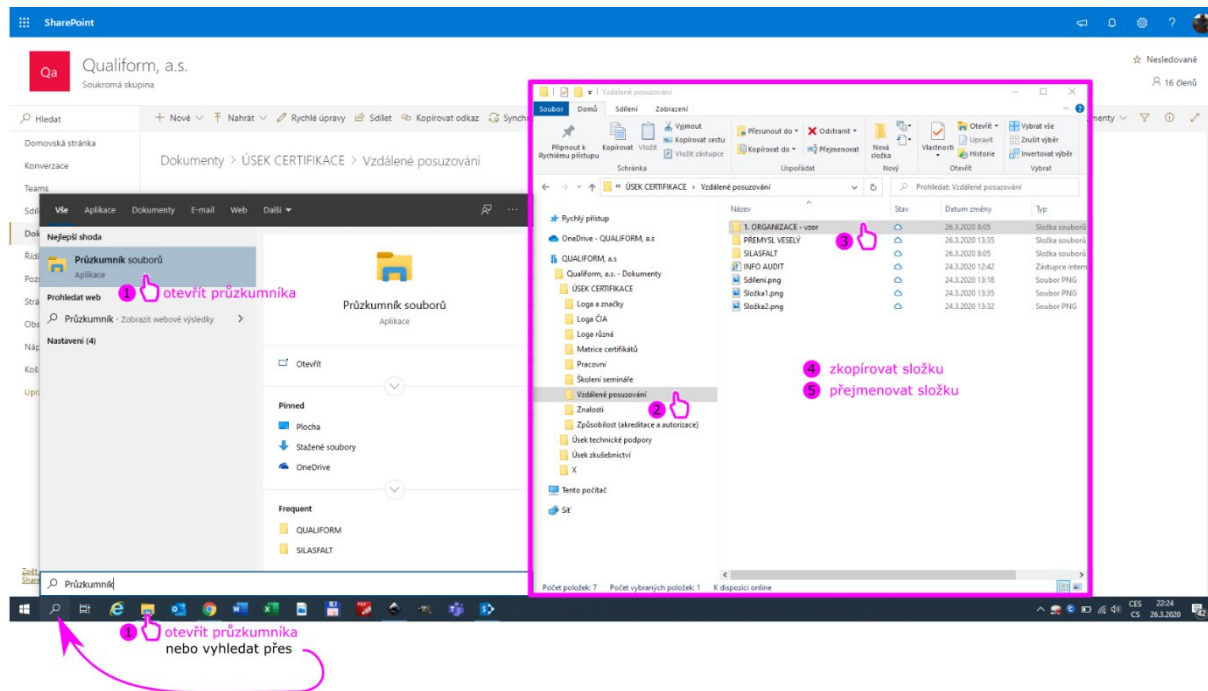 SharePoint
?
Qa
Qualiform, a.s.
Soukromá skupina
Nesledované
16 členů
Hledat
Nové
Nahrát
Rychlé úpravy
Sdílet
Kopírovat odkaz
Domovská stránka
Konverzace
Teams
Dokumenty > ÚSEK CERTIFIKACE > Vzdálené posuzování
Vše Aplikace Dokumenty E-mail Web Další
Nejlepší shoda
Průzkumník souborů
Aplikace
1 otevřít průzkumníka
Prohledat web
Průzkumník - Zobrazit webové výsledky
Nastavení (4)
Průzkumník souborů
Aplikace
Otevřít
Pinned
Plocha
Stažené soubory
OneDrive
Frequent
QUALIFORM
SILASFALT
Zpět
Průzkumník
Vzdálené posuzování
Soubor Domů Sdílení Zobrazení
Připnout k
Rychlému přístupu
Kopírovat
Vložit
Vyjmout
Kopírovat cestu
Vložit zástupce
Schránka
Přesunout do
Kopírovat do
Odstranit
Přejmenovat
Uspořádat
Nová
složka
Nový
Vlastnosti
Otevřít
Upravit
Historie
Otevřít
Vybrat vše
Zrušit výběr
Invertovat výběr
Vybrat
ÚSEK CERTIFIKACE > Vzdálené posuzování
Prohledat: Vzdálené posuzování
Rychlý přístup
OneDrive - QUALIFORM, a.s
QUALIFORM, a.s
Qualiform, a.s. - Dokumenty
ÚSEK CERTIFIKACE
Loga a značky
Loga ČIA
Loga různá
Matrice certifikátů
Pracovní
Školení semináře
Vzdálené posuzování
2
Znalosti
Způsobilost (akreditace a autorizace)
Úsek technické podpory
Úsek zkušebnictví
X
Tento počítač
Síť
Název Stav Datum změny Typ
1. ORGANIZACE - vzor 26.3.2020 8:05 Složka souborů
3
PŘEMYSL VESELÝ 26.3.2020 13:35 Složka souborů
SILASFALT 26.3.2020 8:05 Složka souborů
INFO AUDIT 24.3.2020 12:42 Zástupce intern
Sdílení.png 24.3.2020 13:18 Soubor PNG
Složka1.png 24.3.2020 13:35 Soubor PNG
Složka2.png 24.3.2020 13:32 Soubor PNG
4 zkopírovat složku
5 přejmenovat složku
Počet položek: 7 Počet vybraných položek: 1 K dispozici online
CES 22:24
CS 26.3.2020
1 otevřít průzkumníka
nebo vyhledat přes